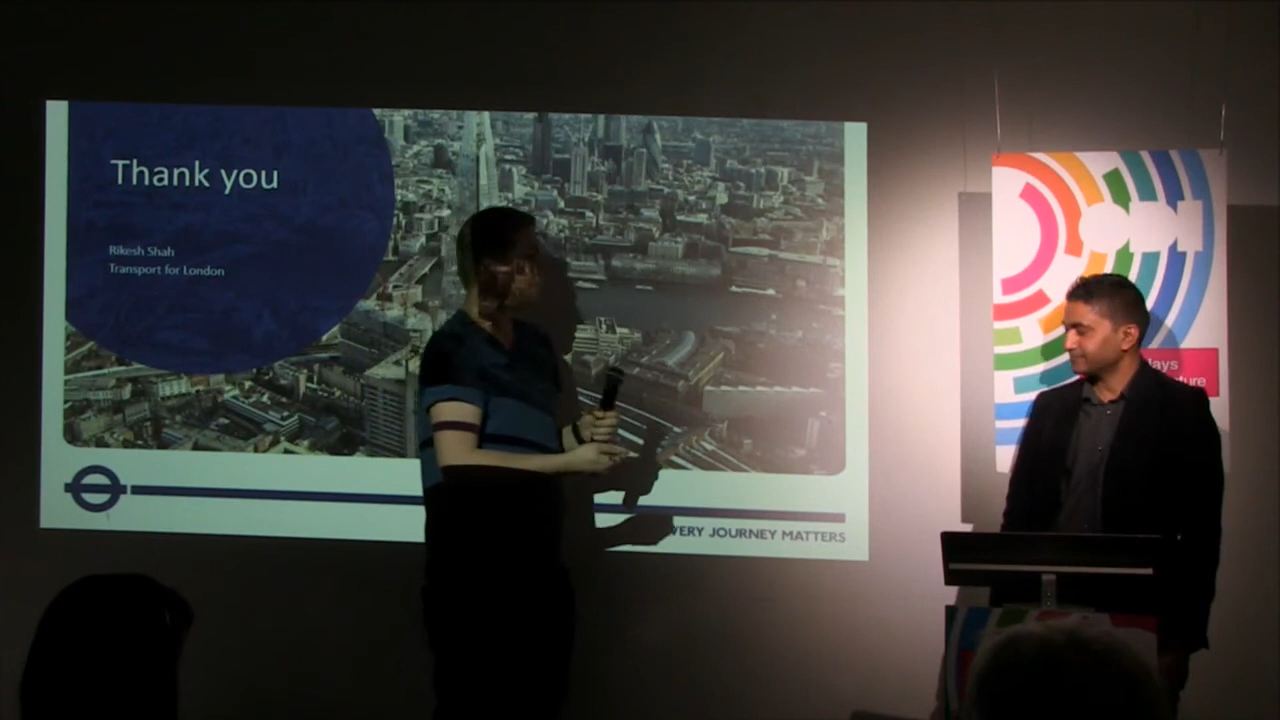 Thank you
Rikesh Shah
Transport for London
VERY JOURNEY MATTERS